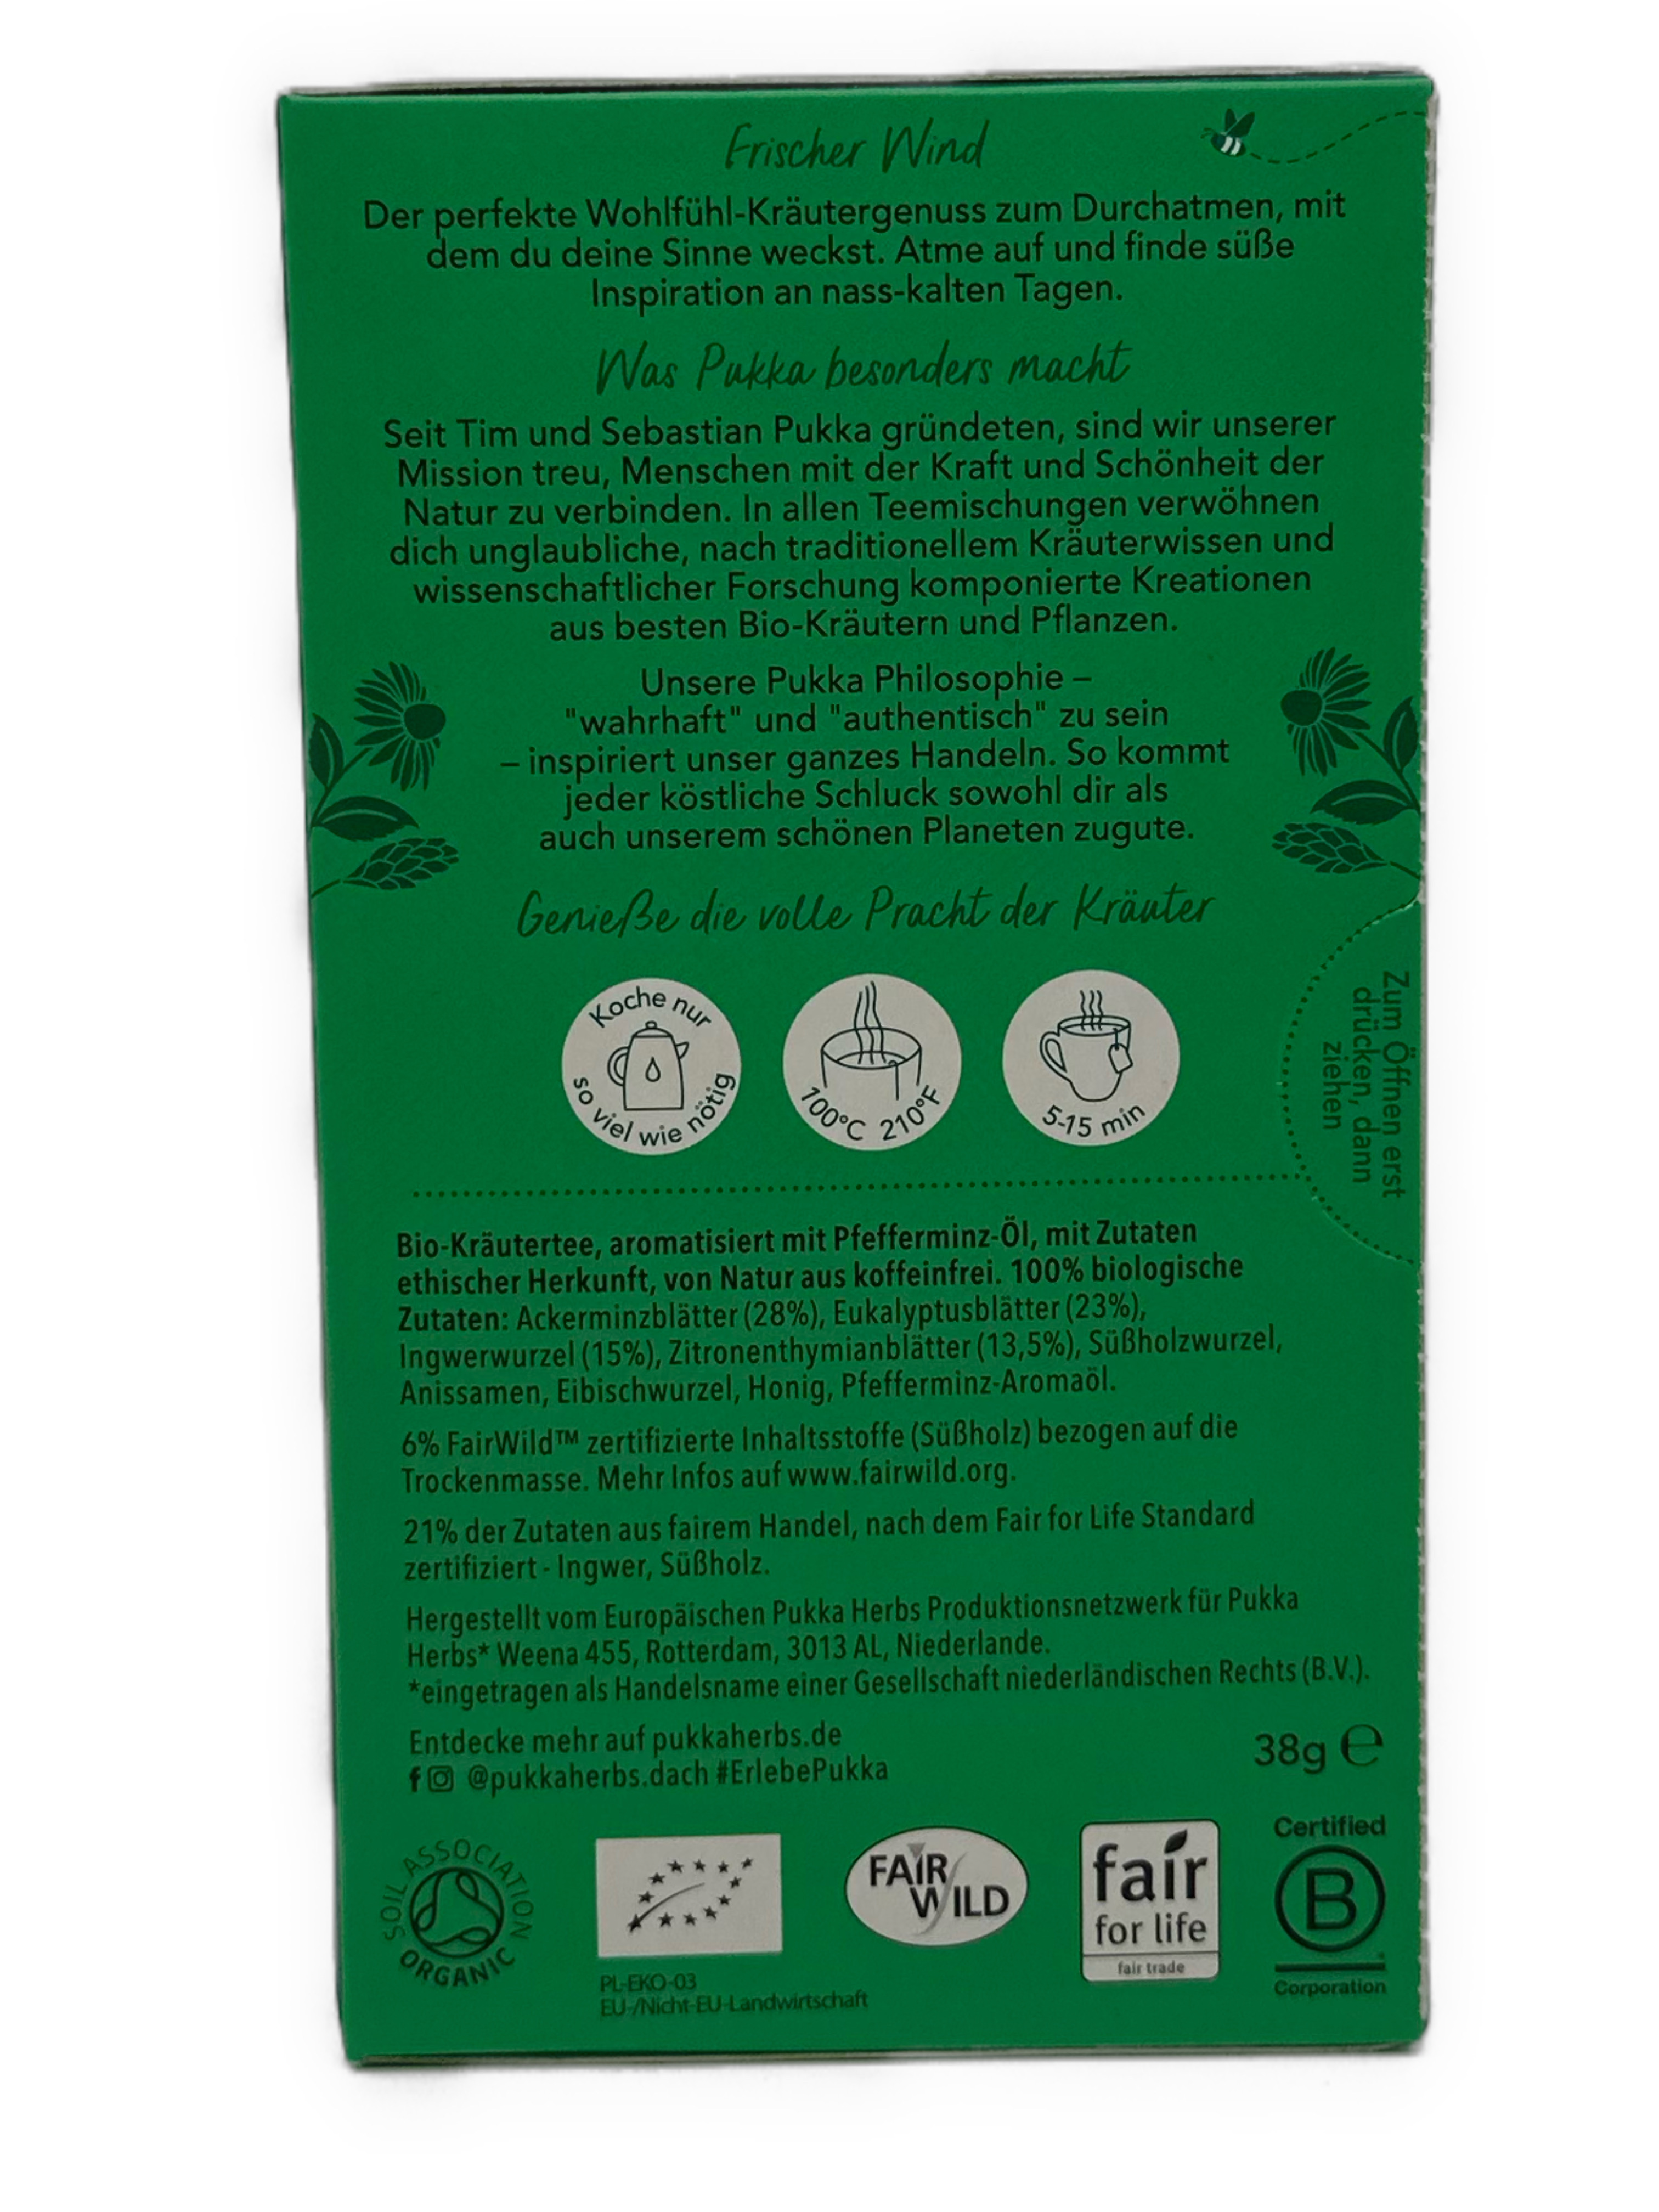 Frischer Wind
Der perfekte Wohlfühl-Kräutergenuss zum Durchatmen, mit
dem du deine Sinne weckst. Atme auf und finde süße
Inspiration an nass-kalten Tagen.
Was Pukka besonders macht
Seit Tim und Sebastian Pukka gründeten, sind wir unserer
Mission treu, Menschen mit der Kraft und Schönheit der
Natur zu verbinden. In allen Teemischungen verwöhnen
dich unglaubliche, nach traditionellem Kräuterwissen und
wissenschaftlicher Forschung komponierte Kreationen
aus besten Bio-Kräutern und Pflanzen.
Unsere Pukka Philosophie –
"wahrhaft" und "authentisch" zu sein
– inspiriert unser ganzes Handeln. So kommt
jeder köstliche Schluck sowohl dir als
auch unserem schönen Planeten zugute.
Genieße die volle Pracht der Kräuter
Koche nur
so viel wie nötig
100°C 210°F
5-15 min
Zum Öffnen erst
drücken, dann
ziehen
Bio-Kräutertee, aromatisiert mit Pfefferminz-Öl, mit Zutaten
ethischer Herkunft, von Natur aus koffeinfrei. 100% biologische
Zutaten: Ackerminzblätter (28%), Eukalyptusblätter (23%),
Ingwerwurzel (15%), Zitronenthymianblätter (13,5%), Süßholzwurzel,
Anissamen, Eibischwurzel, Honig, Pfefferminz-Aromaöl.
6% FairWild™ zertifizierte Inhaltsstoffe (Süßholz) bezogen auf die
Trockenmasse. Mehr Infos auf www.fairwild.org.
21% der Zutaten aus fairem Handel, nach dem Fair for Life Standard
zertifiziert - Ingwer, Süßholz.
Hergestellt vom Europäischen Pukka Herbs Produktionsnetzwerk für Pukka
Herbs* Weena 455, Rotterdam, 3013 AL, Niederlande.
*eingetragen als Handelsname einer Gesellschaft niederländischen Rechts (B.V.).
Entdecke mehr auf pukkaherbs.de
@pukkaherbs.dach #ErlebePukka
38g ℮
SOIL ASSOCIATION
ORGANIC
PL-EKO-03
EU-/Nicht-EU-Landwirtschaft
FAIR
WILD
fair
for life
fair trade
Certified
B
Corporation